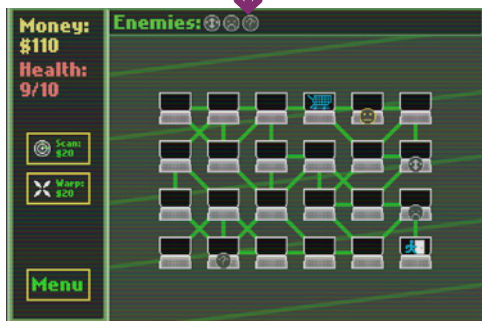 Money:
$110
Health:
9/10
Scan:
$20
Warp:
$20
Menu
Enemies: